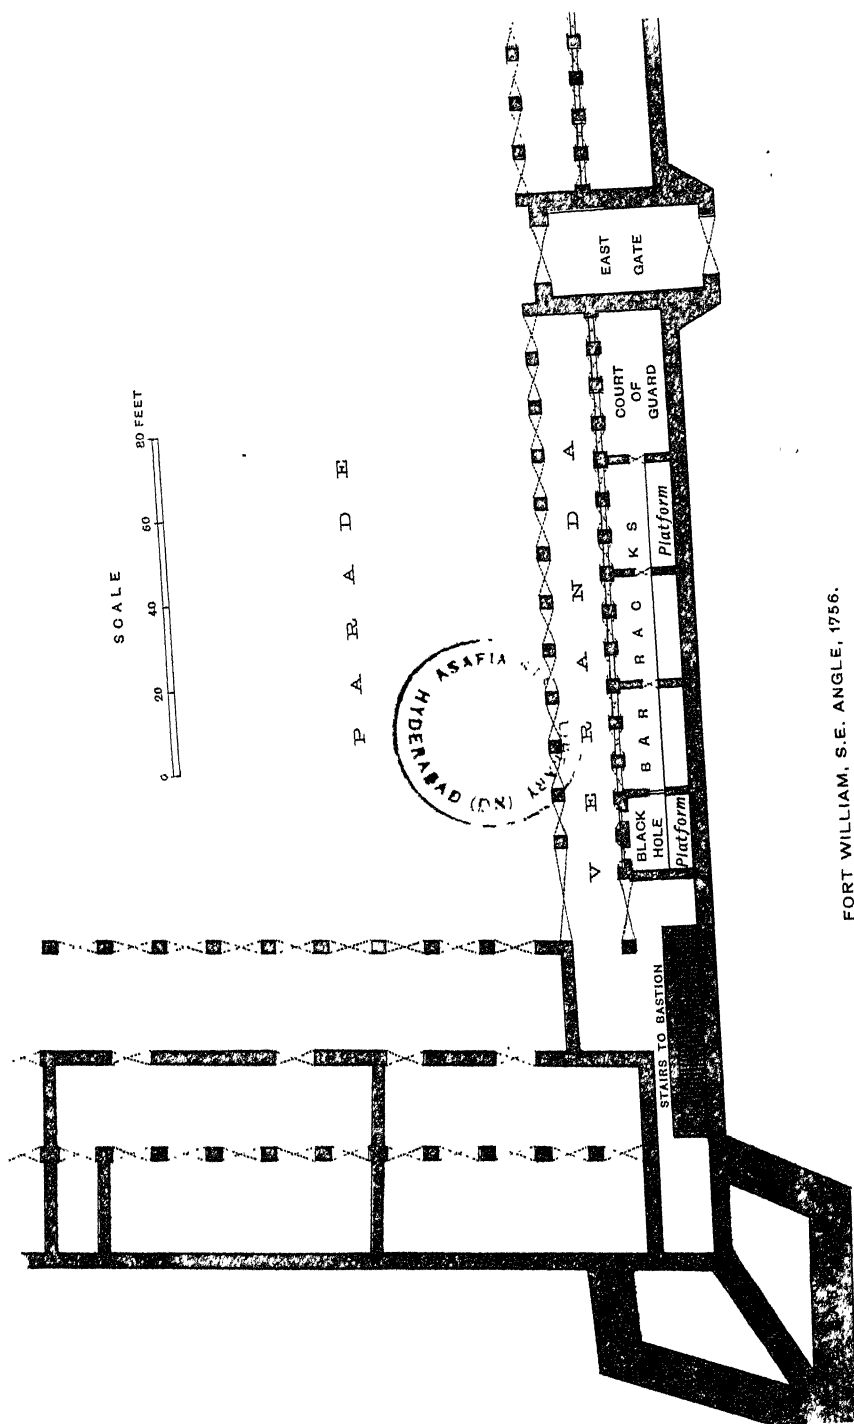 EAST
GATE
COURT
OF
GUARD
80 FEET
60
40
20
0
SCALE
PARADE
VERANDA
BARRACKS
Platform
BLACK
HOLE
Platform
STAIRS TO BASTION
ASAFIA
HYDERABAD
FORT WILLIAM, S.E. ANGLE, 1756.